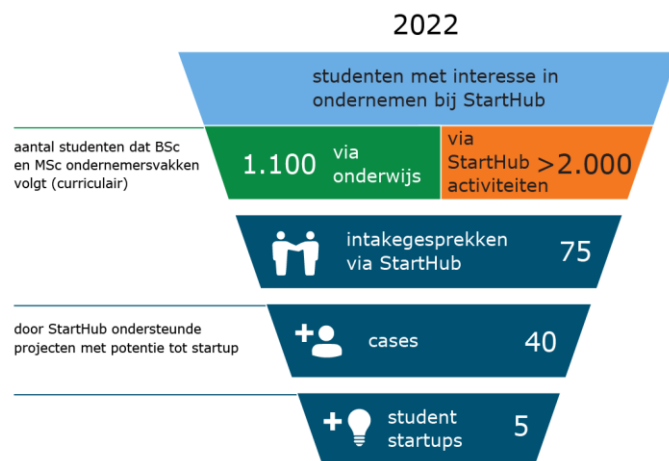 2022
studenten met interesse in
ondernemen bij StartHub
aantal studenten dat BSc
en MSc ondernemersvakken
volgt (curriculair)
1.100
via
onderwijs
via
StartHub
activiteiten
>2.000
intakegesprekken
via StartHub
75
door StartHub ondersteunde
projecten met potentie tot startup
+
cases
40
+
student
startups
5